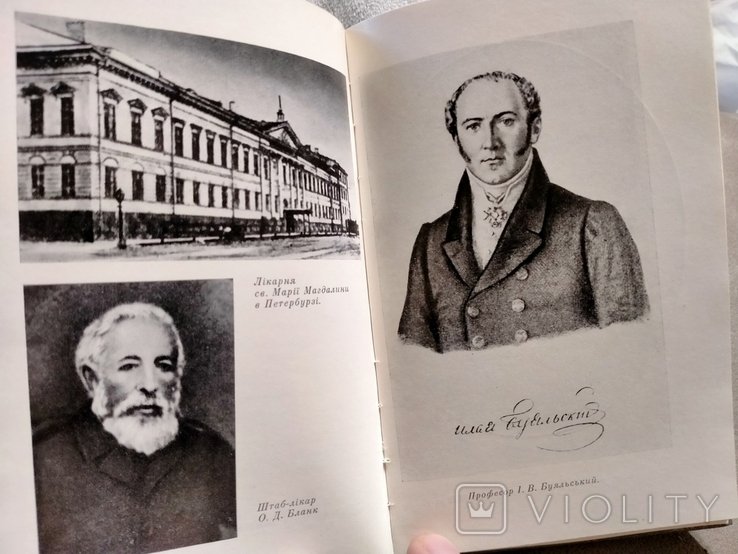 Лікарня
св. Марії Магдалини
в Петербурзі.
Штаб-лікар
О. Д. Бланк
Илья Буяльский
Професор І. В. Буяльський.
VIOLITY